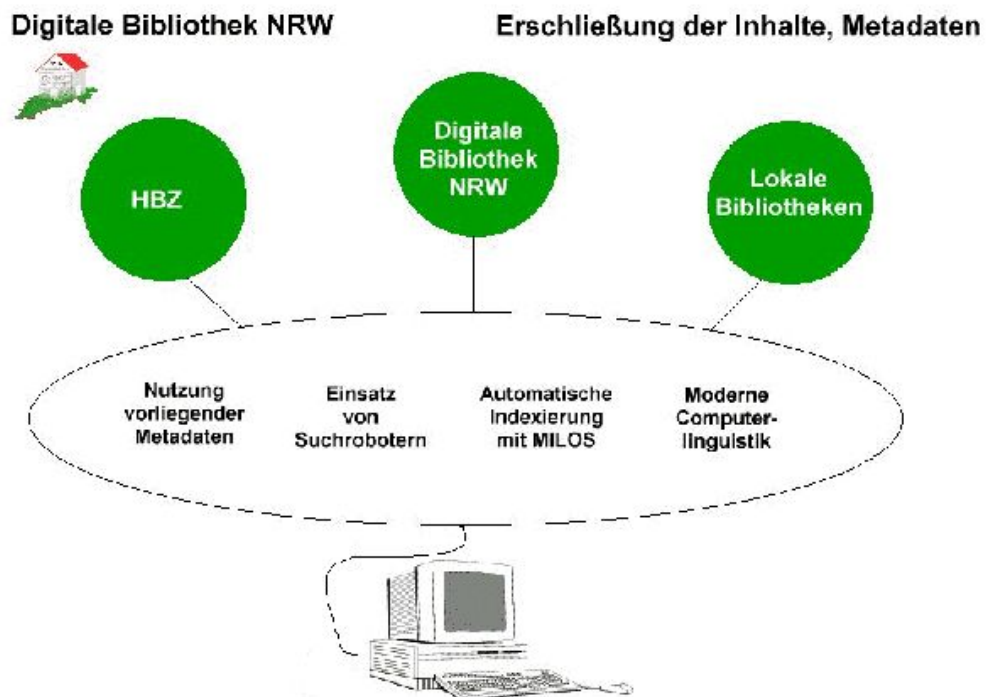 Digitale Bibliothek NRW
Erschließung der Inhalte, Metadaten
HBZ
Digitale
Bibliothek
NRW
Lokale
Bibliotheken
Nutzung
vorliegender
Metadaten
Einsatz
von
Suchrobotern
Automatische
Indexierung
mit MILOS
Moderne
Computer-
linguistik